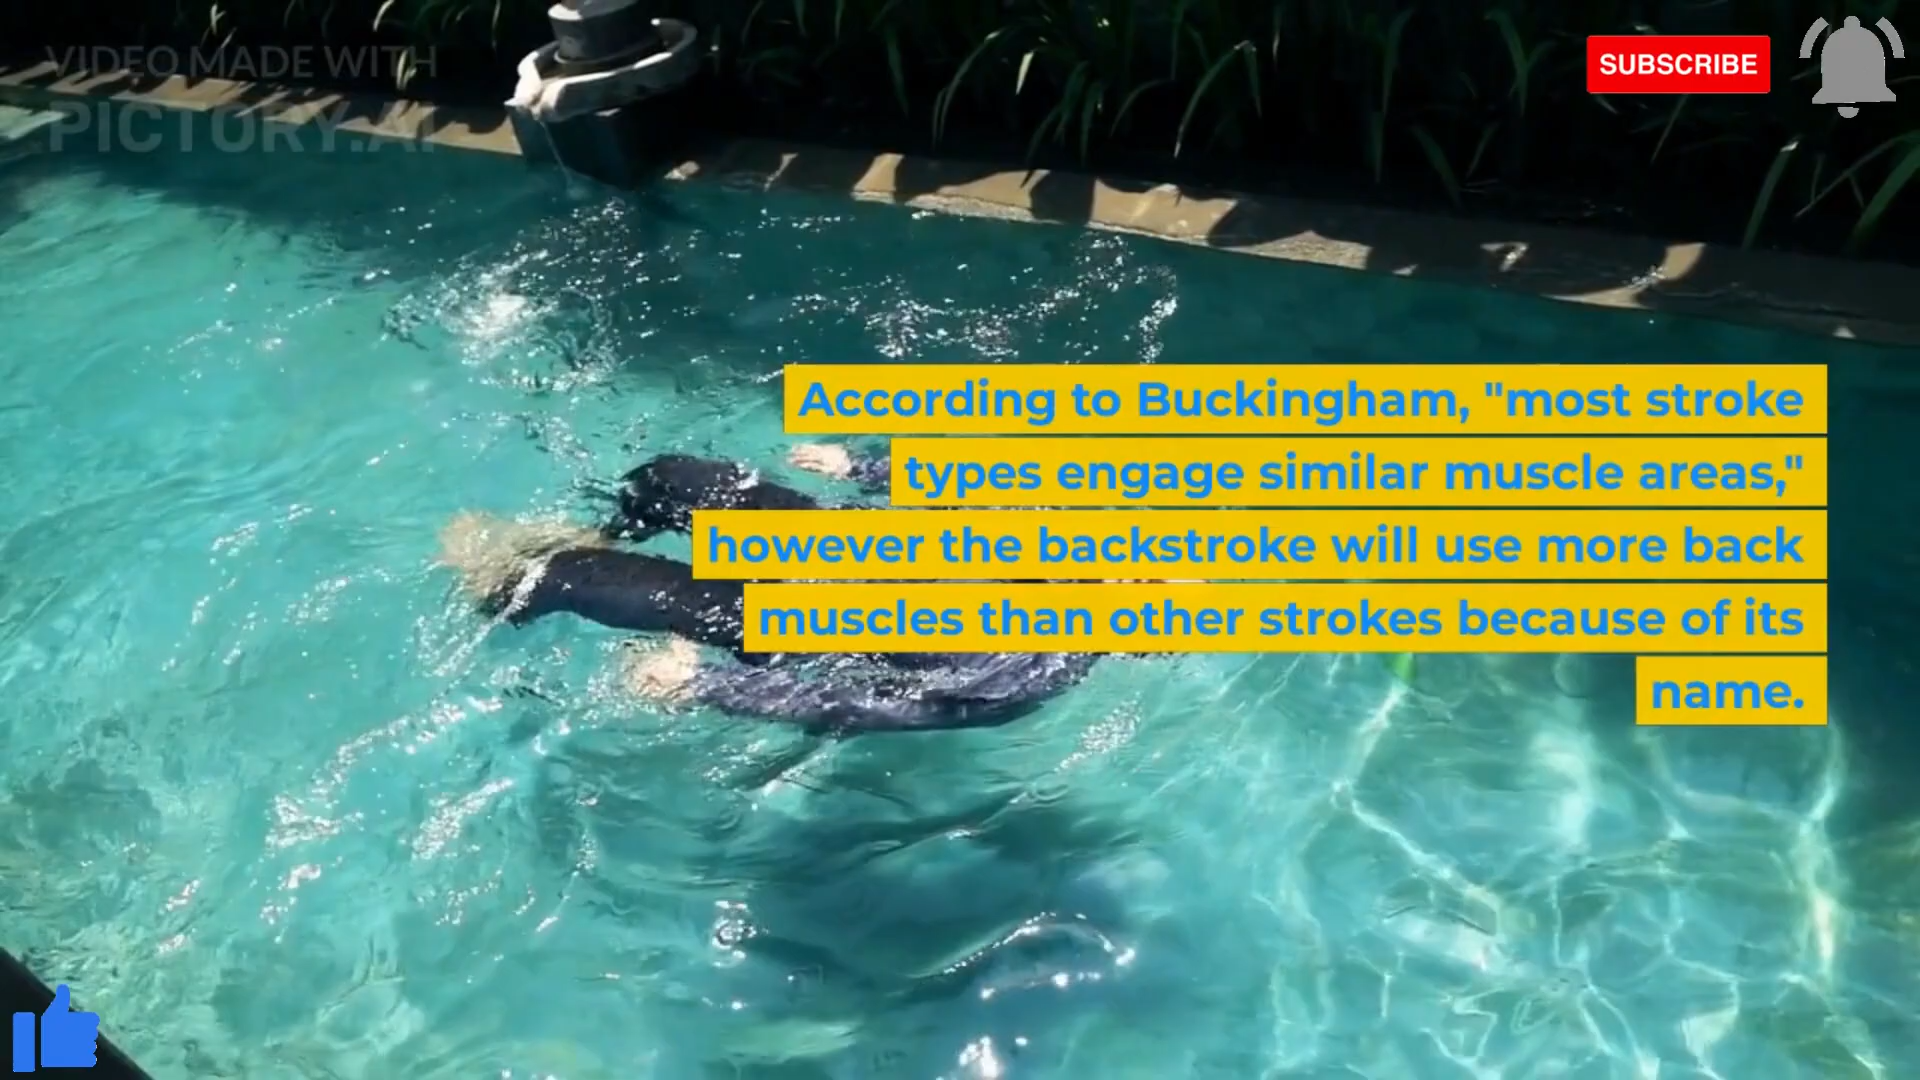 VIDEO MADE WITH
PICTORY.AI
SUBSCRIBE
According to Buckingham, "most stroke
types engage similar muscle areas,"
however the backstroke will use more back
muscles than other strokes because of its
name.